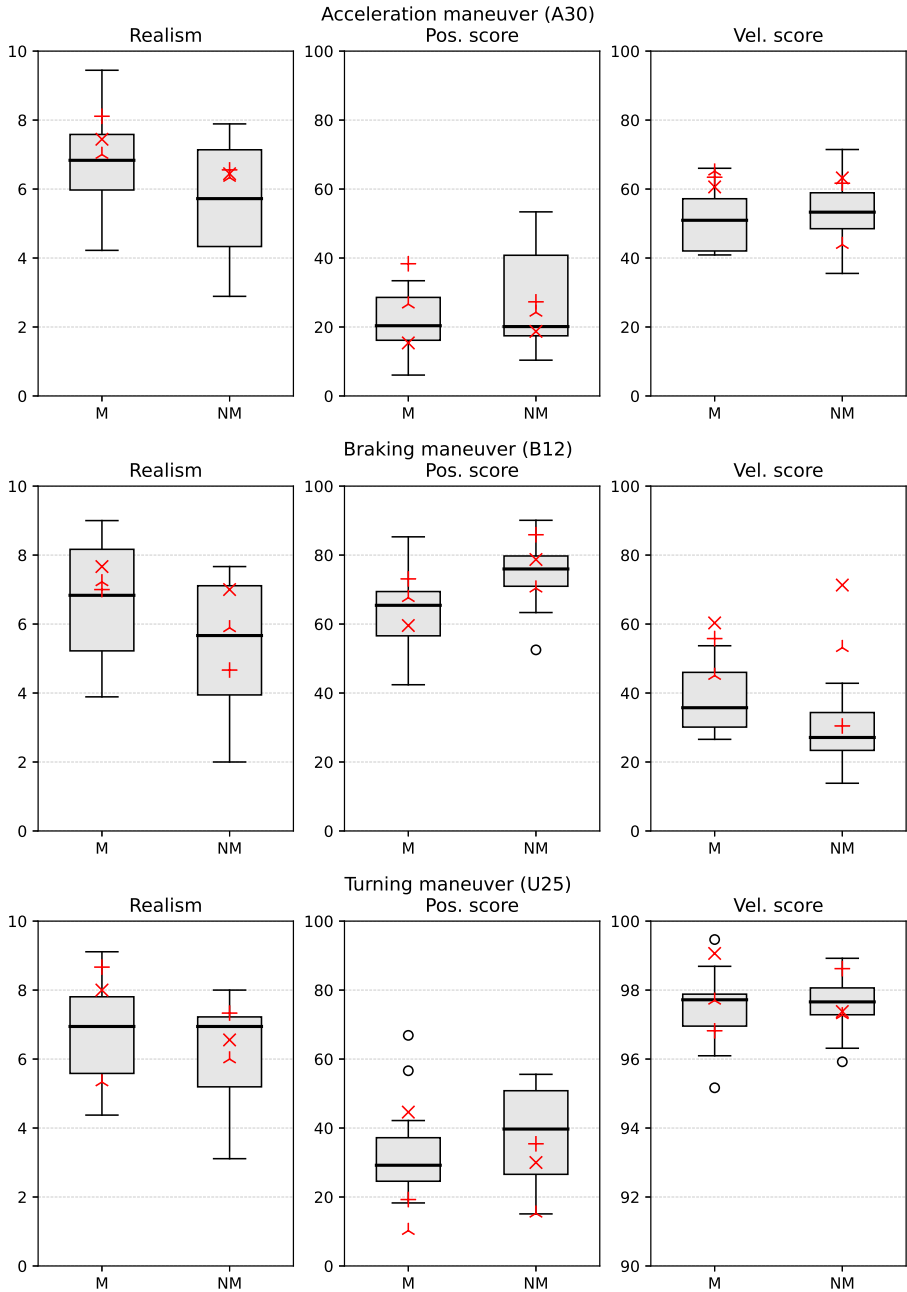 Acceleration maneuver (A30)
Realism Pos. score Vel. score
10 100 100
8 80 80
6 60 60
4 40 40
2 20 20
0 0 0
M NM M NM M NM
Braking maneuver (B12)
Realism Pos. score Vel. score
10 100 100
8 80 80
6 60 60
4 40 40
2 20 20
0 0 0
M NM M NM M NM
Turning maneuver (U25)
Realism Pos. score Vel. score
10 100 100
8 80 98
6 60 96
4 40 94
2 20 92
0 0 90
M NM M NM M NM